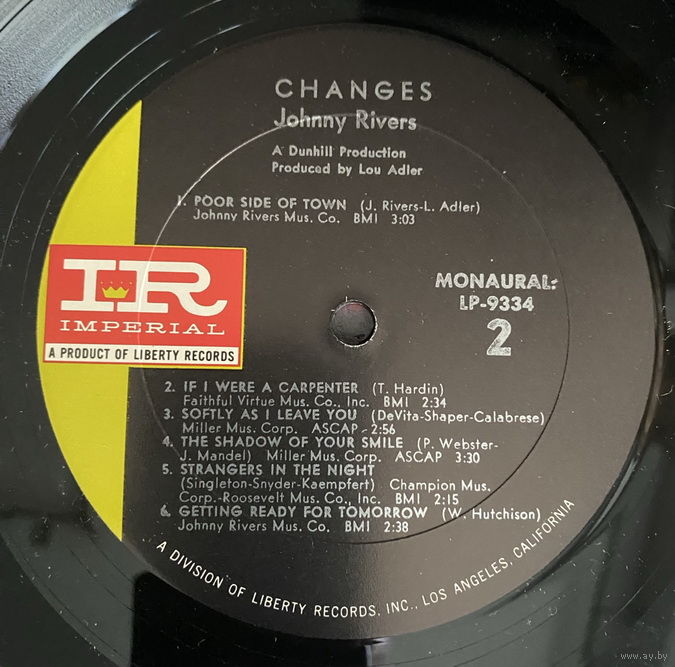 CHANGES
Johnny Rivers
A Dunhill Production
Produced by Lou Adler
1. POOR SIDE OF TOWN (J. Rivers-L. Adler)
Johnny Rivers Mus. Co. BMI 3:03
IR
IMPERIAL
A PRODUCT OF LIBERTY RECORDS
MONAURAL
LP-9334
2
2. IF I WERE A CARPENTER (T. Hardin)
Faithful Virtue Mus. Co., Inc. BMI 2:34
3. SOFTLY AS I LEAVE YOU (DeVita-Shaper-Calabrese)
Miller Mus. Corp. ASCAP 2:56
4. THE SHADOW OF YOUR SMILE (P. Webster-
J. Mandel) Miller Mus. Corp. ASCAP 3:30
5. STRANGERS IN THE NIGHT
(Singleton-Snyder-Kaempfert) Champion Mus.
Corp.-Roosevelt Mus. Co., Inc. BMI 2:15
6. GETTING READY FOR TOMORROW (W. Hutchison)
Johnny Rivers Mus. Co. BMI 2:38
A DIVISION OF LIBERTY RECORDS, INC., LOS ANGELES, CALIFORNIA
www.ay.by